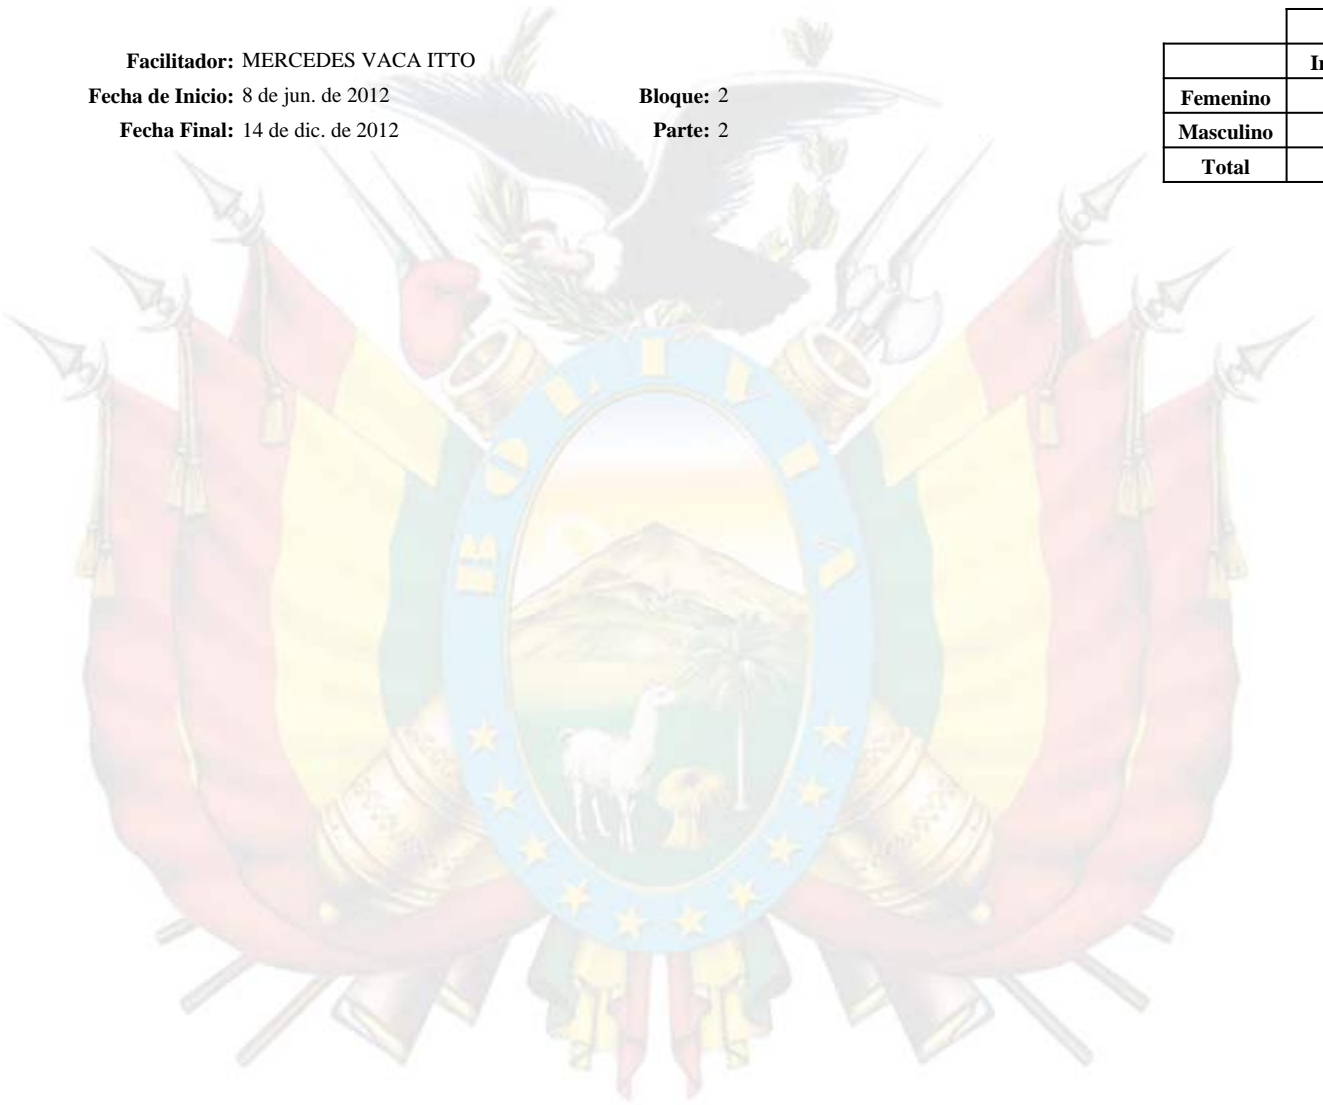 Facilitador: MERCEDES VACA ITTO
Fecha de Inicio: 8 de jun. de 2012 Bloque: 2
Fecha Final: 14 de dic. de 2012 Parte: 2
Femenino
Masculino
Total
BOLIVIA